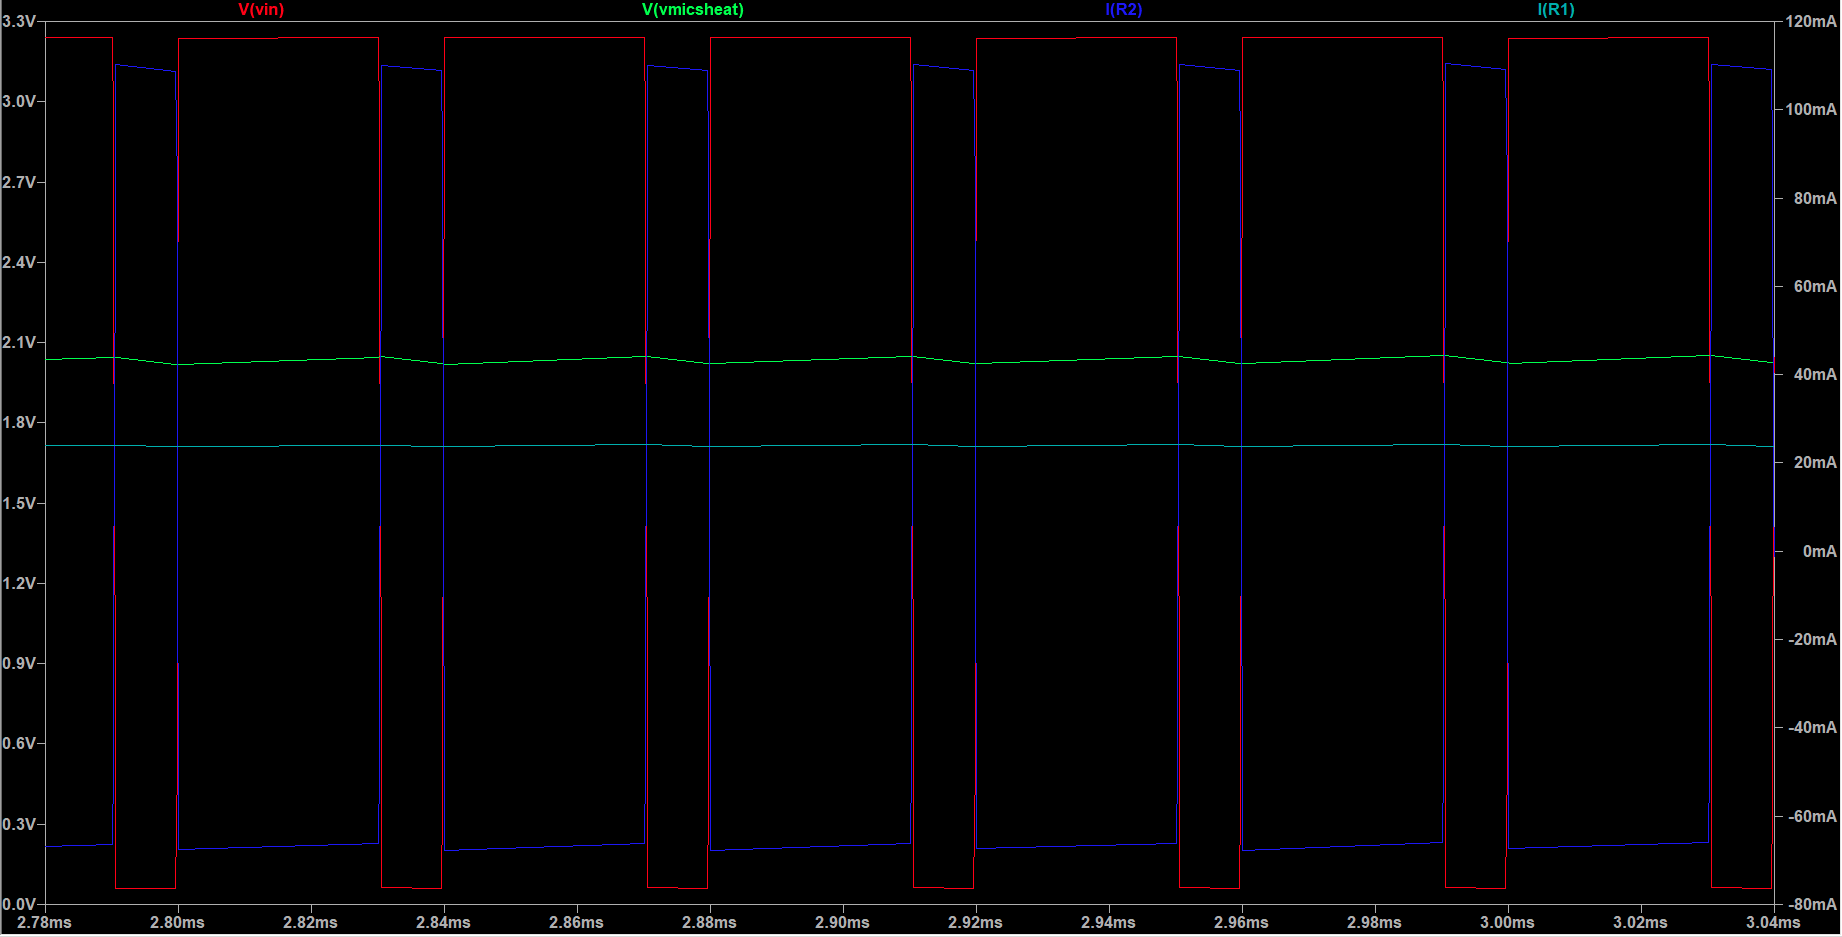 V(vin) V(vmicsheat) I(R2) I(R1)
3.3V 120mA
3.0V 100mA
2.7V 80mA
2.4V 60mA
2.1V 40mA
1.8V 20mA
1.5V 0mA
1.2V -20mA
0.9V -40mA
0.6V -60mA
0.3V -80mA
0.0V
2.78ms 2.80ms 2.82ms 2.84ms 2.86ms 2.88ms 2.90ms 2.92ms 2.94ms 2.96ms 2.98ms 3.00ms 3.02ms 3.04ms